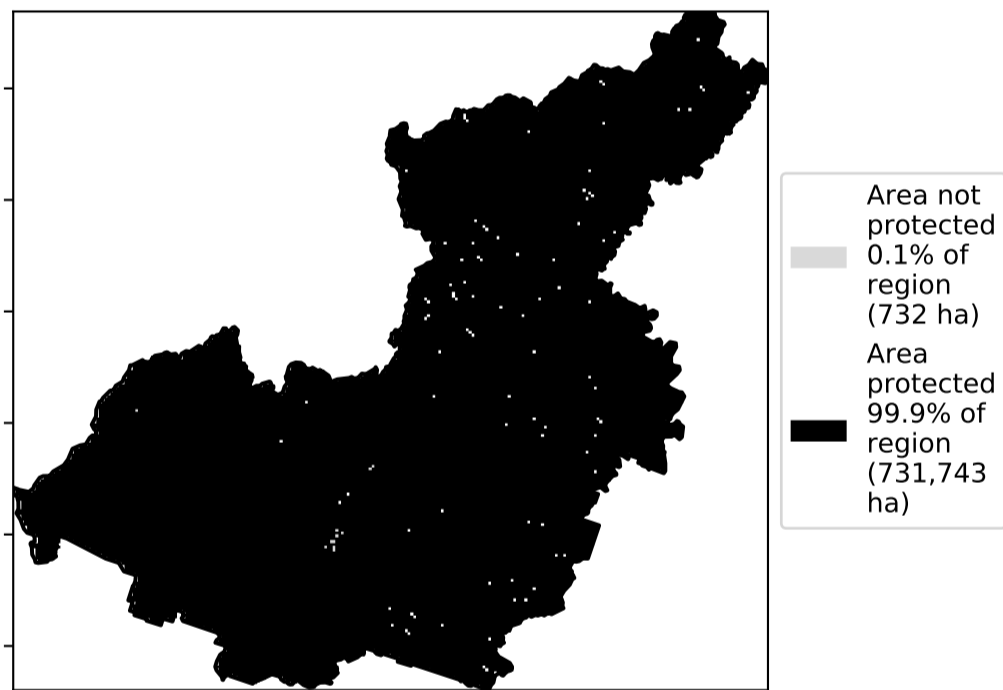 Area not
protected
0.1% of
region
(732 ha)
Area
protected
99.9% of
region
(731,743
ha)